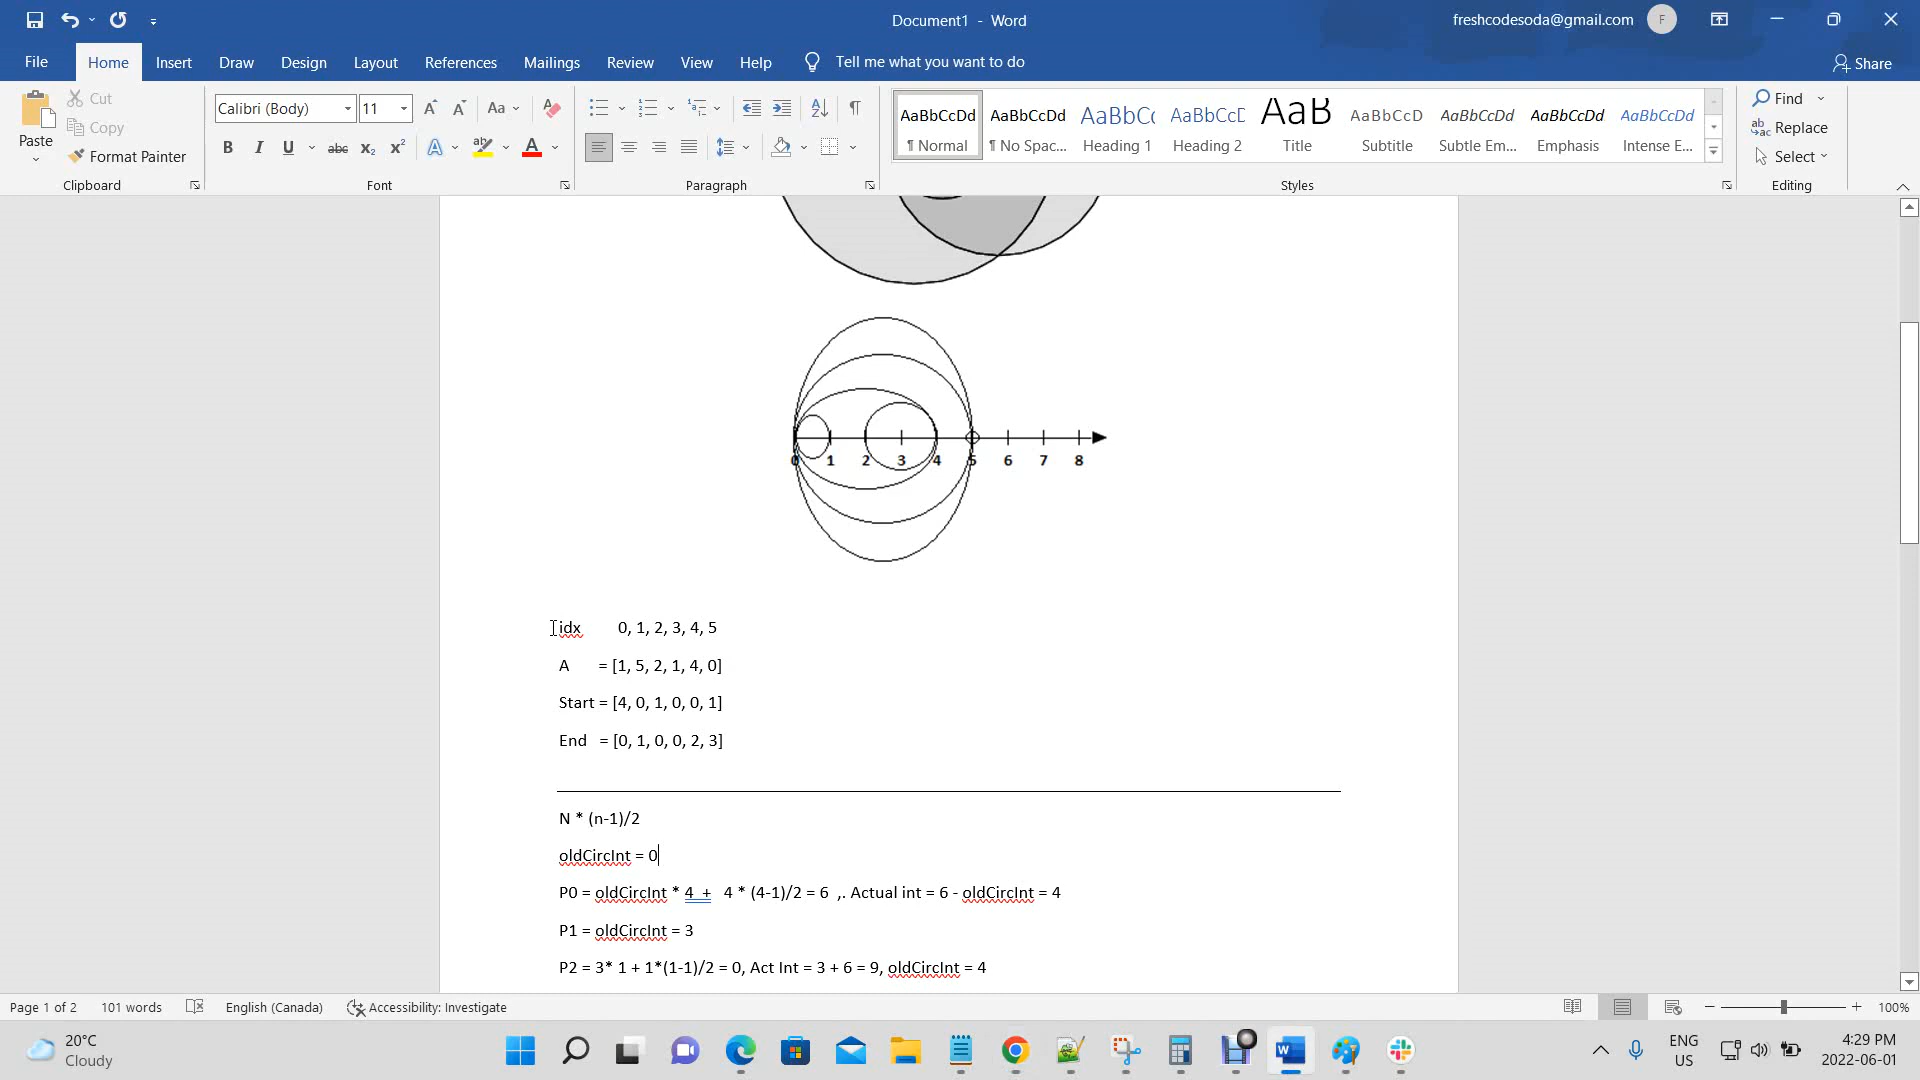 Document1 - Word
freshcodesoda@gmail.com
F
File
Home
Insert
Draw
Design
Layout
References
Mailings
Review
View
Help
Tell me what you want to do
Share
Paste
Cut
Copy
Format Painter
Clipboard
Calibri (Body)
11
Aa
B I U abc x₂ x² A ab A
Font
Paragraph
AaBbCcDd
¶ Normal
AaBbCcDd
¶ No Spac...
AaBbCc
Heading 1
AaBbCcD
Heading 2
AaB
Title
AaBbCcD
Subtitle
AaBbCcDd
Subtle Em...
AaBbCcDd
Emphasis
AaBbCcDd
Intense E...
Styles
Find
Replace
Select
Editing
0 1 2 3 4 5 6 7 8
idx 0, 1, 2, 3, 4, 5
A = [1, 5, 2, 1, 4, 0]
Start = [4, 0, 1, 0, 0, 1]
End = [0, 1, 0, 0, 2, 3]
N * (n-1)/2
oldCircInt = 0
P0 = oldCircInt * 4 + 4 * (4-1)/2 = 6 ,. Actual int = 6 - oldCircInt = 4
P1 = oldCircInt = 3
P2 = 3* 1 + 1*(1-1)/2 = 0, Act Int = 3 + 6 = 9, oldCircInt = 4
Page 1 of 2
101 words
English (Canada)
Accessibility: Investigate
100%
20°C
Cloudy
ENG
US
4:29 PM
2022-06-01